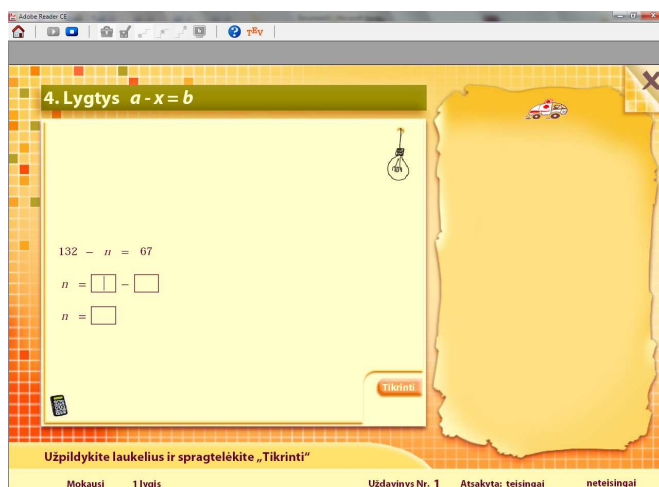 Adobe Reader CE
TEV
4. Lygtys a - x = b
132 – n = 67
n = –
n =
Tikrinti
Užpildykite laukelius ir spragtelėkite „Tikrinti“
Mokausi 1 lygis Uždavinys Nr. 1 Atsakyta: teisingai neteisingai